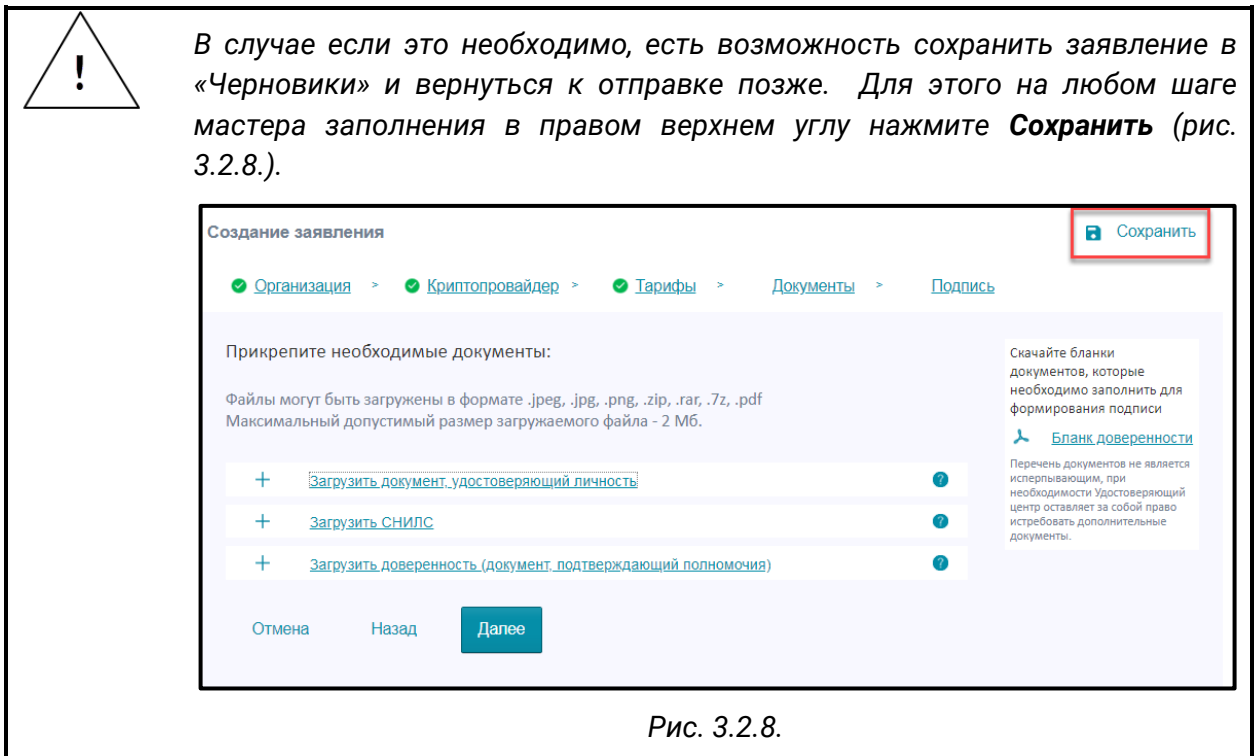 !
В случае если это необходимо, есть возможность сохранить заявление в
«Черновики» и вернуться к отправке позже. Для этого на любом шаге
мастера заполнения в правом верхнем углу нажмите Сохранить (рис.
3.2.8.).
Создание заявления
Сохранить
Организация > Криптопровайдер > Тарифы > Документы > Подпись
Прикрепите необходимые документы:
Файлы могут быть загружены в формате .jpeg, .jpg, .png, .zip, .rar, .7z, .pdf
Максимальный допустимый размер загружаемого файла - 2 Мб.
+ Загрузить документ, удостоверяющий личность ?
+ Загрузить СНИЛС ?
+ Загрузить доверенность (документ, подтверждающий полномочия) ?
Отмена Назад Далее
Скачайте бланки
документов, которые
необходимо заполнить для
формирования подписи
Бланк доверенности
Перечень документов не является
исчерпывающим, при
необходимости Удостоверяющий
центр оставляет за собой право
истребовать дополнительные
документы.
Рис. 3.2.8.